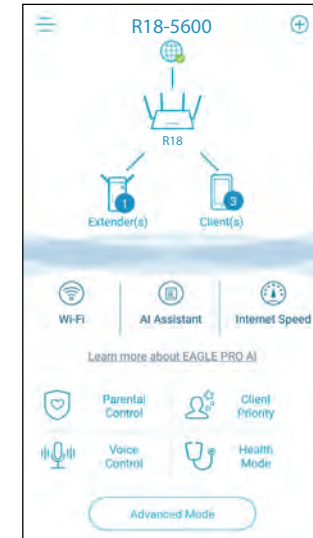 R18-5600
R18
1
3
Extender(s)
Client(s)
Wi-Fi
AI Assistant
Internet Speed
Learn more about EAGLE PRO AI
Parental
Control
Client
Priority
Voice
Control
Health
Mode
Advanced Mode